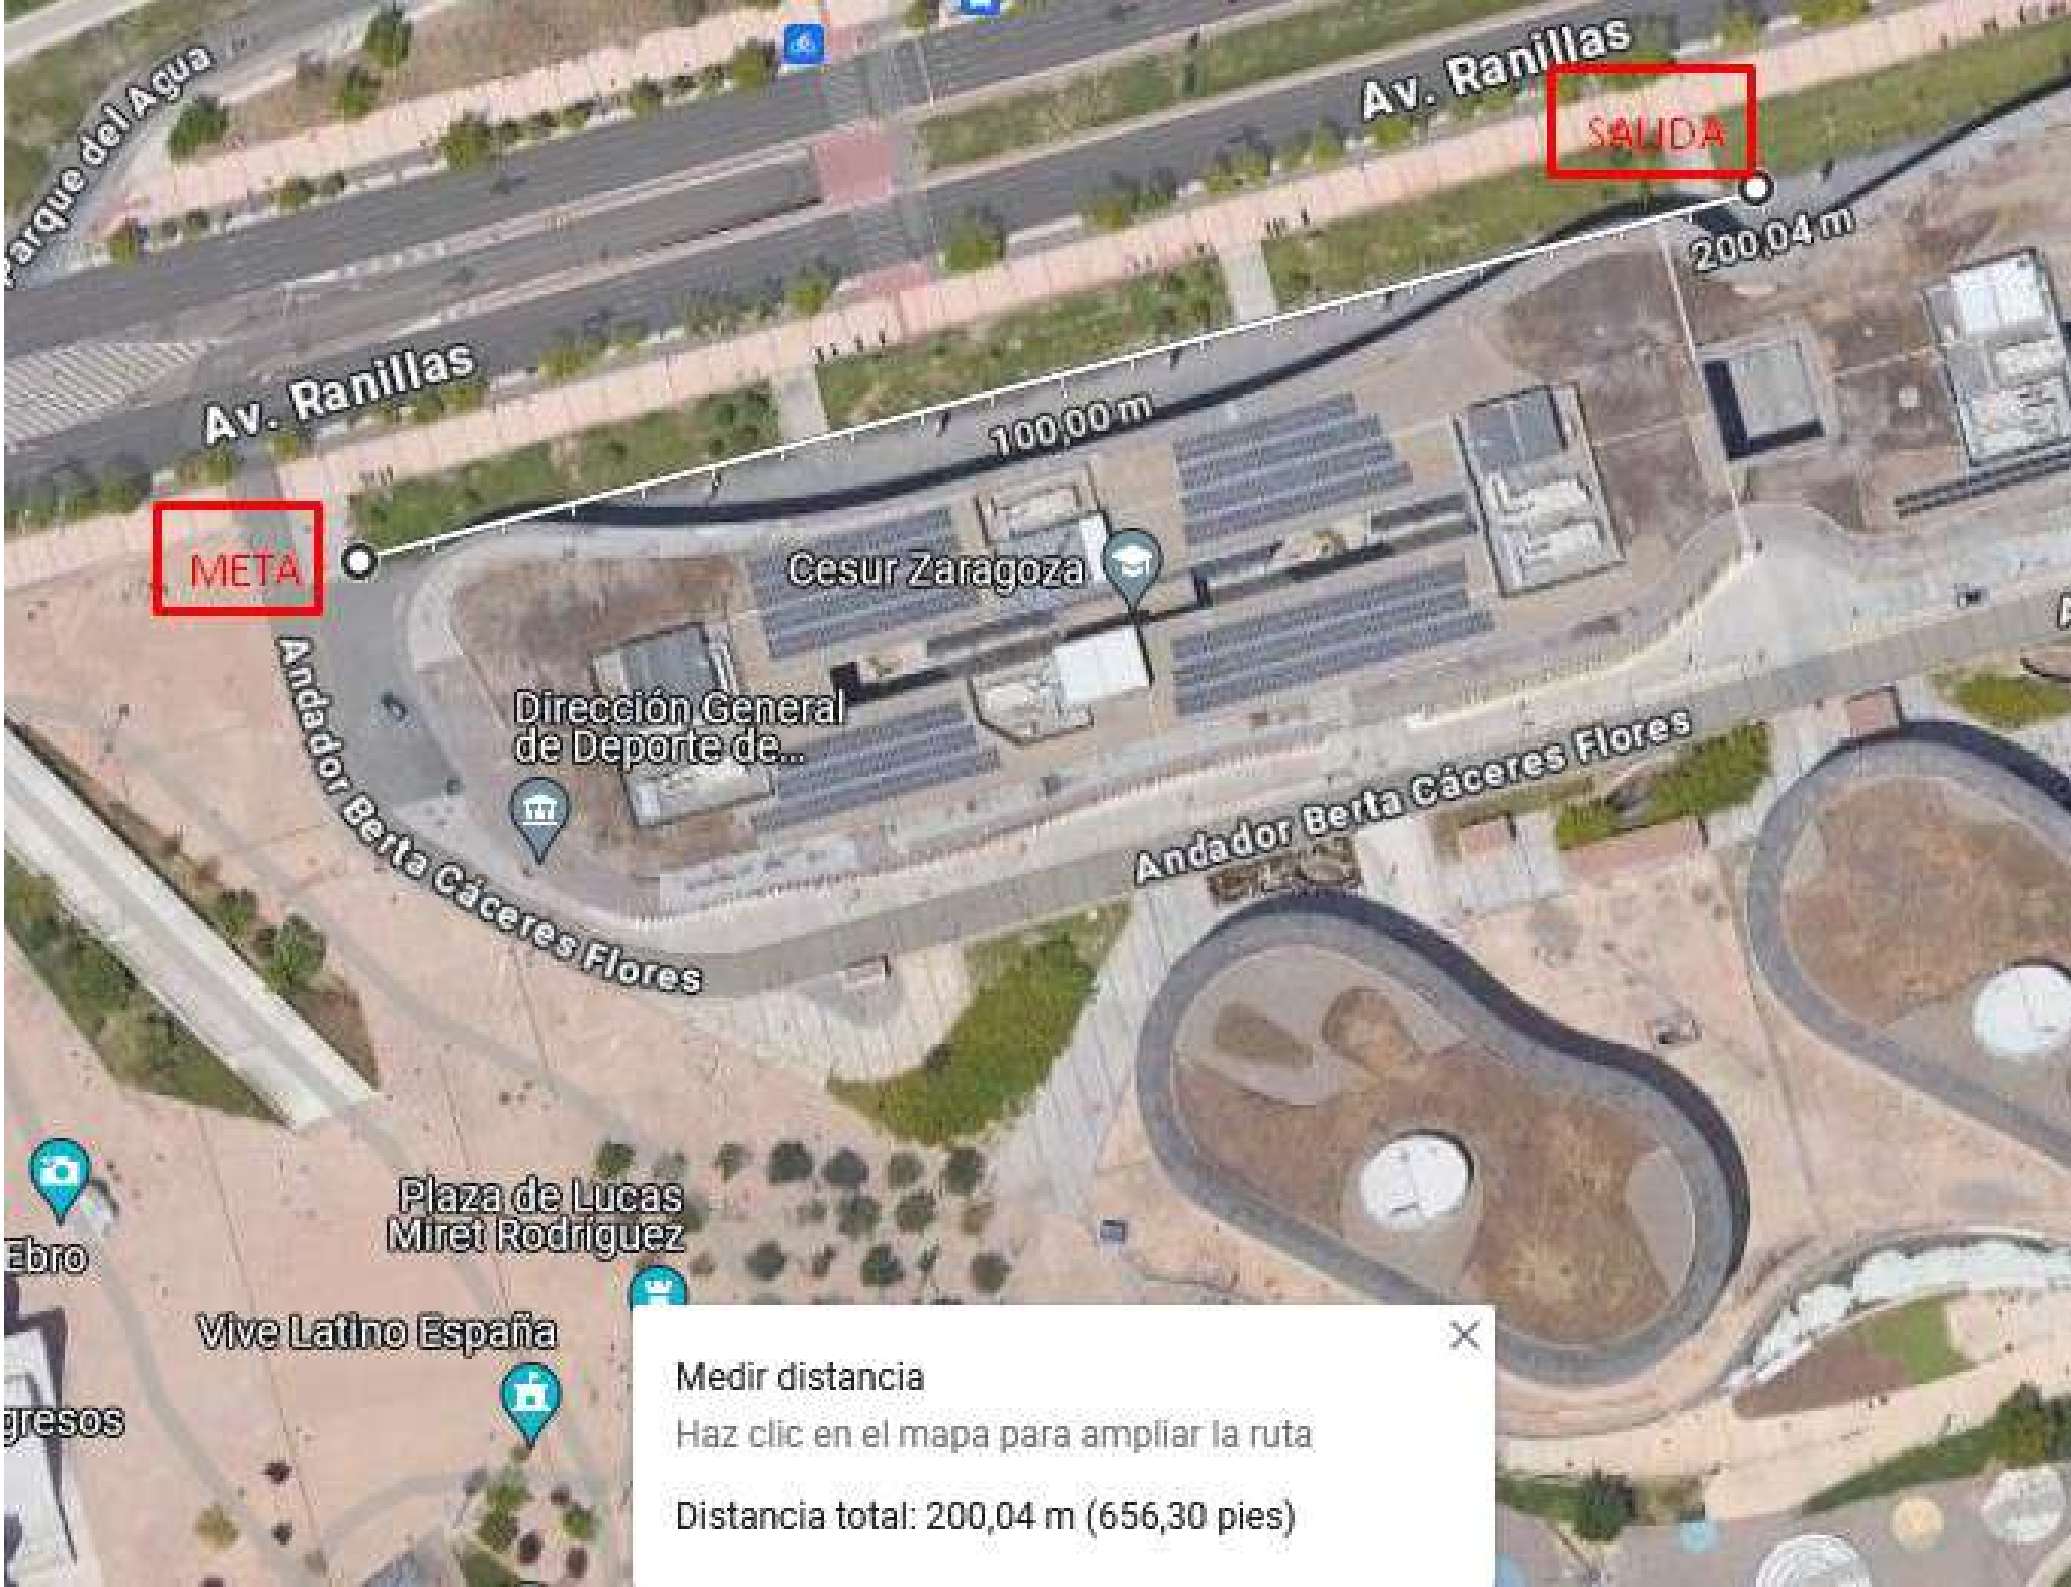 Parque del Agua
Av. Ranillas
SALIDA
200,04 m
Av. Ranillas
100,00 m
META
Cesur Zaragoza
Dirección General
de Deporte de...
Andador Berta Cáceres Flores
Andador Berta Cáceres Flores
Plaza de Lucas
Miret Rodríguez
Ebro
Vive Latino España
gresos
Medir distancia
Haz clic en el mapa para ampliar la ruta
Distancia total: 200,04 m (656,30 pies)